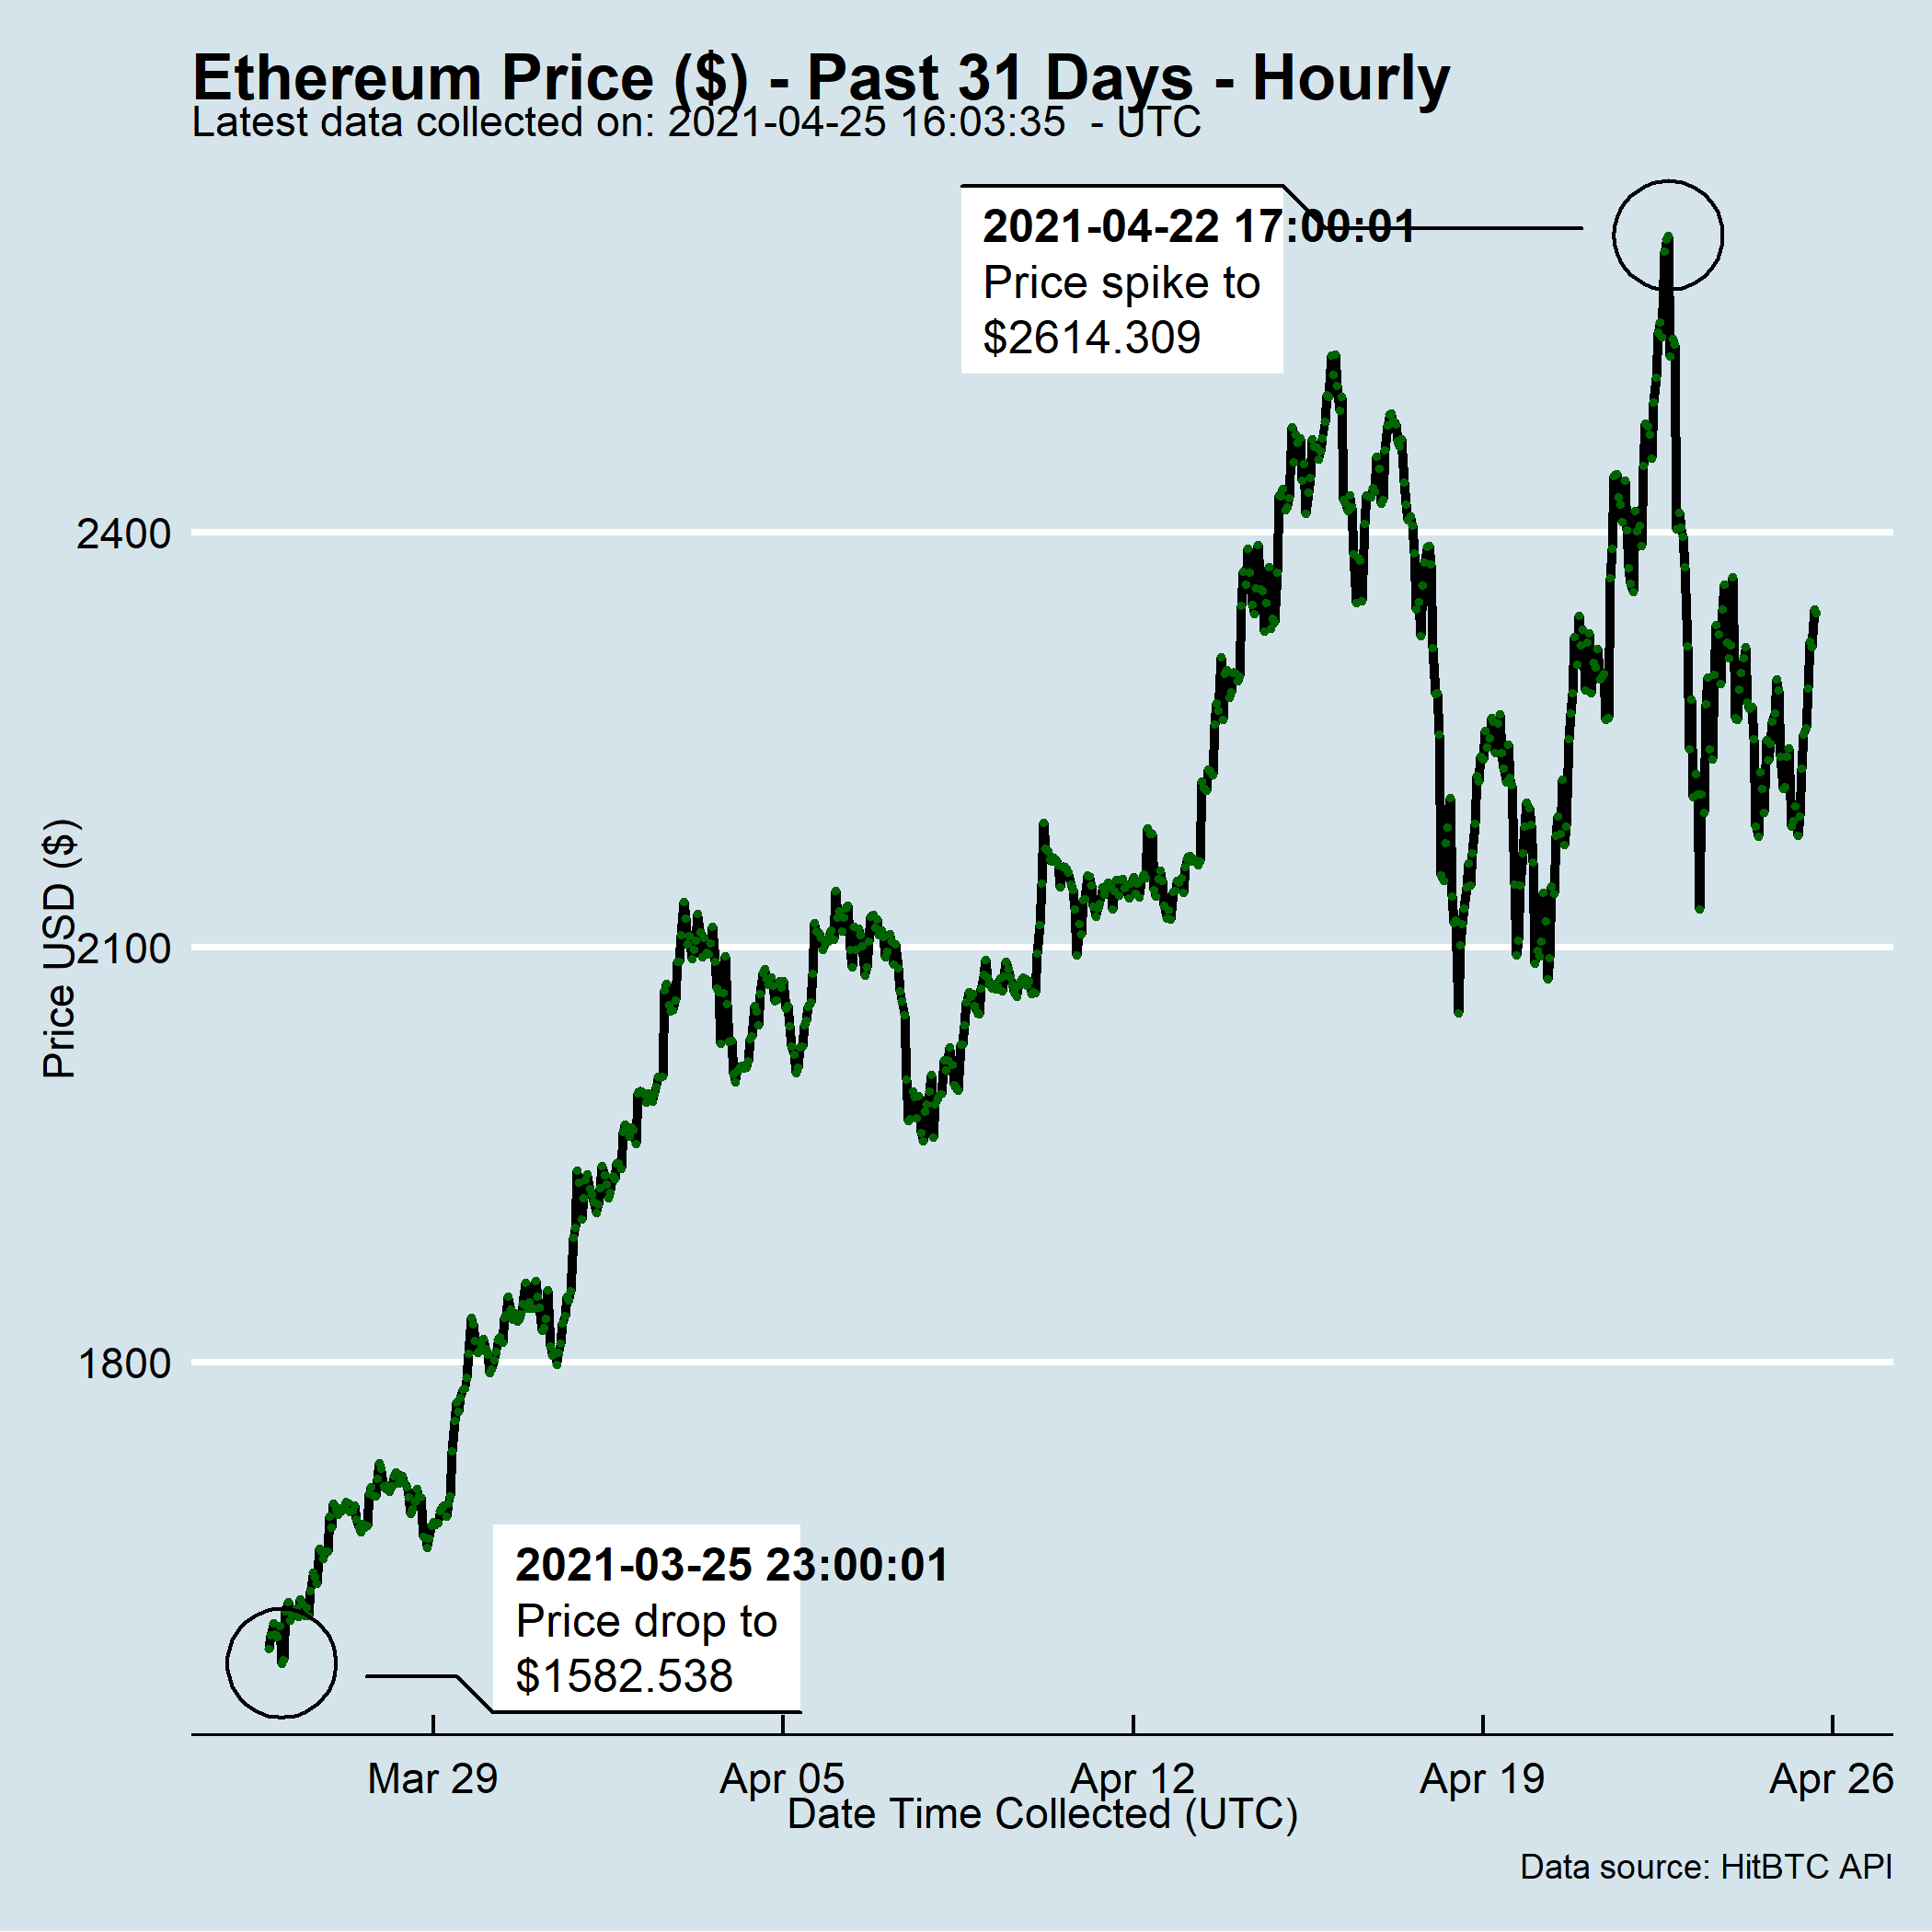 Ethereum Price ($) - Past 31 Days - Hourly
Latest data collected on: 2021-04-25 16:03:35  - UTC
2021-04-22 17:00:01
Price spike to
$2614.309
2400
2100
1800
Price USD ($)
2021-03-25 23:00:01
Price drop to
$1582.538
Mar 29 Apr 05 Apr 12 Apr 19 Apr 26
Date Time Collected (UTC)
Data source: HitBTC API